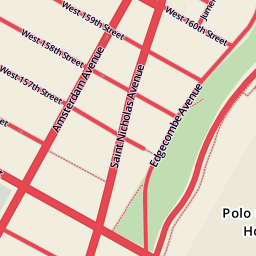 West 159th Street
West 160th Street
West 158th Street
West 157th Street
Amsterdam Avenue
Saint Nicholas Avenue
Edgecombe Avenue
Polo
Ho